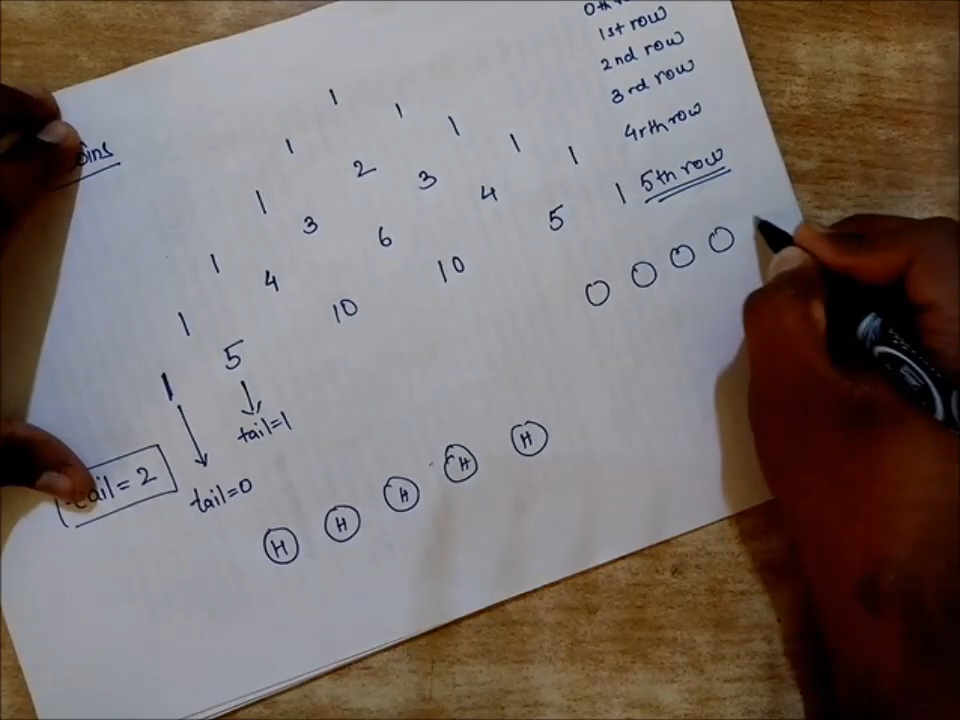 1
1 1
1 2 1
1 3 3 1
1 4 6 4 1
1 5 10 10 5 1
1st row
2nd row
3rd row
4rth row
5th row
tail=0
tail=1
tail=2
H H H H H